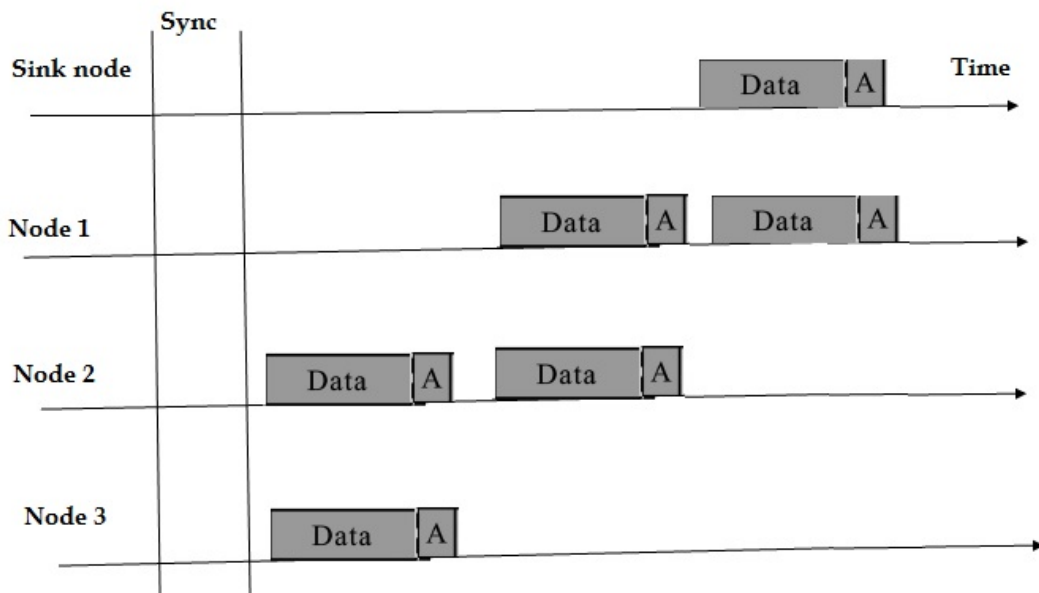 Sync
Sink node
Data A
Time
Node 1
Data A
Data A
Node 2
Data A
Data A
Node 3
Data A